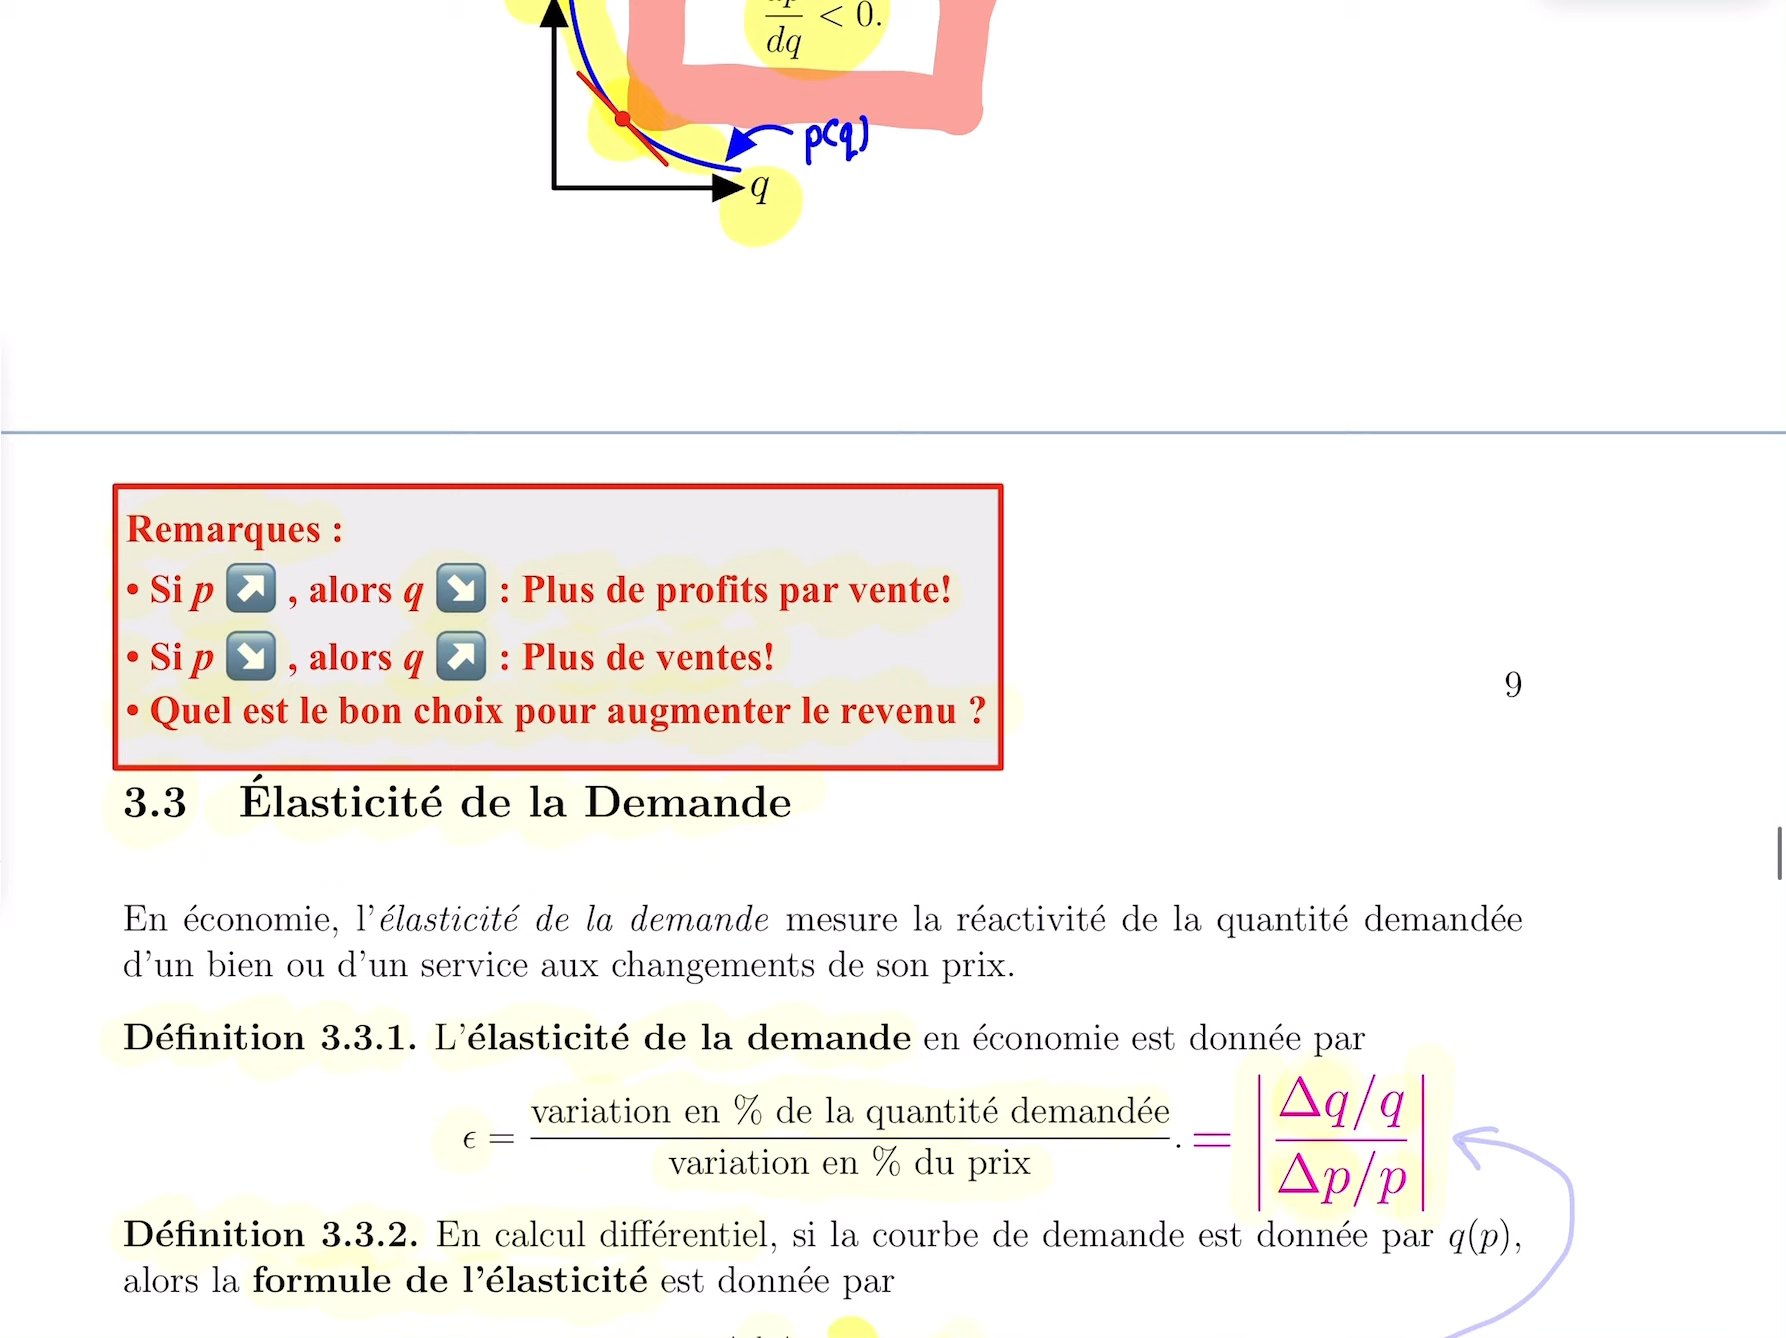 dp/dq < 0.
p(q)
q
Remarques :
• Si p ↗ , alors q ↘ : Plus de profits par vente!
• Si p ↘ , alors q ↗ : Plus de ventes!
• Quel est le bon choix pour augmenter le revenu ?
9
3.3 Élasticité de la Demande
En économie, l'élasticité de la demande mesure la réactivité de la quantité demandée
d'un bien ou d'un service aux changements de son prix.
Définition 3.3.1. L'élasticité de la demande en économie est donnée par
ϵ = variation en % de la quantité demandée / variation en % du prix . = | Δq/q / Δp/p |
Définition 3.3.2. En calcul différentiel, si la courbe de demande est donnée par q(p),
alors la formule de l'élasticité est donnée par